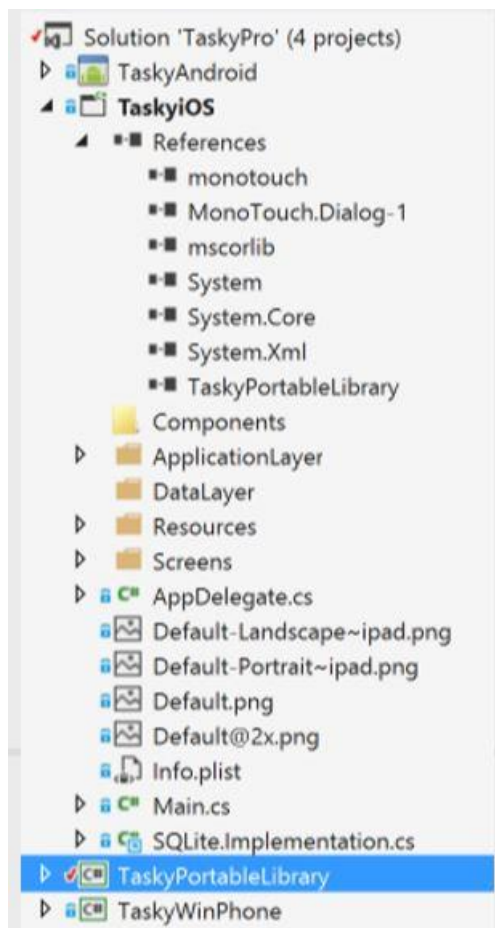 Solution 'TaskyPro' (4 projects)
TaskyAndroid
TaskyiOS
References
monotouch
MonoTouch.Dialog-1
mscorlib
System
System.Core
System.Xml
TaskyPortableLibrary
Components
ApplicationLayer
DataLayer
Resources
Screens
C# AppDelegate.cs
Default-Landscape~ipad.png
Default-Portrait~ipad.png
Default.png
Default@2x.png
Info.plist
C# Main.cs
C# SQLite.Implementation.cs
C# TaskyPortableLibrary
C# TaskyWinPhone